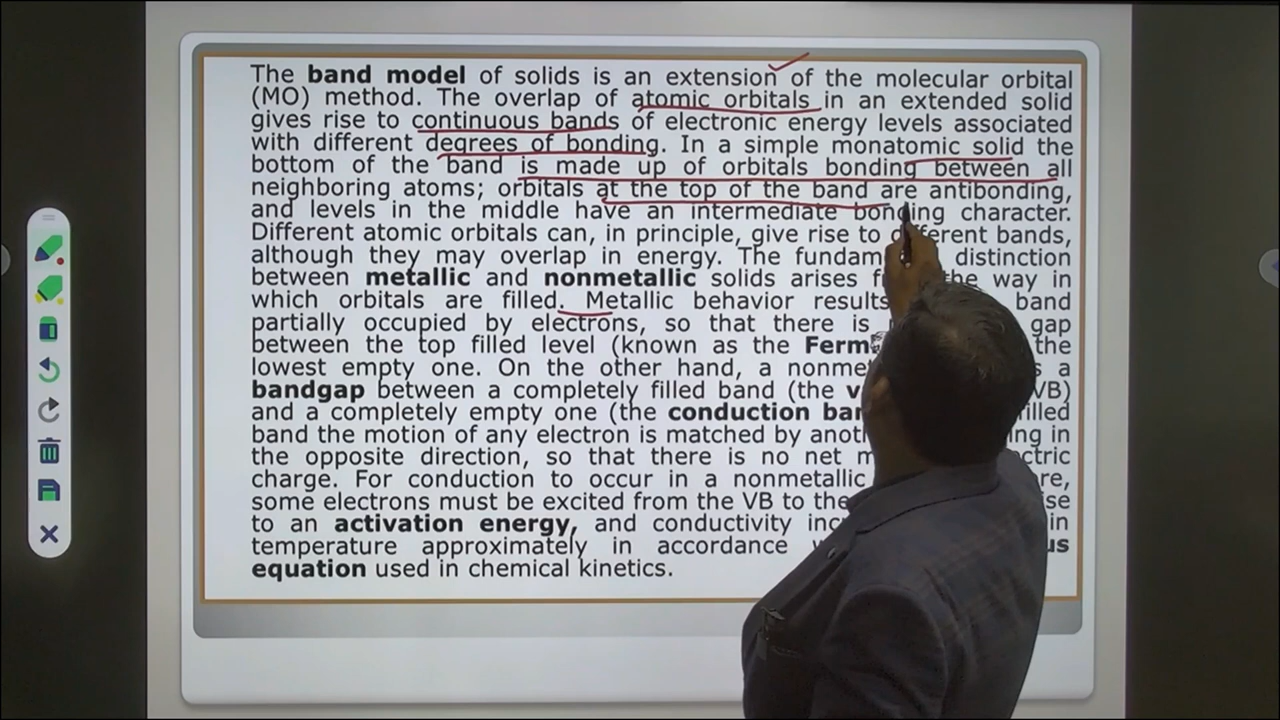 The band model of solids is an extension of the molecular orbital
(MO) method. The overlap of atomic orbitals in an extended solid
gives rise to continuous bands of electronic energy levels associated
with different degrees of bonding. In a simple monatomic solid the
bottom of the band is made up of orbitals bonding between all
neighboring atoms; orbitals at the top of the band are antibonding,
and levels in the middle have an intermediate bonding character.
Different atomic orbitals can, in principle, give rise to different bands,
although they may overlap in energy. The distinction
between metallic and nonmetallic solids arises the way in
which orbitals are filled. Metallic behavior results band
partially occupied by electrons, so that there is gap
between the top filled level (known as the the
lowest empty one. On the other hand, a a
bandgap between a completely filled band (the VB)
and a completely empty one (the conduction filled
band the motion of any electron is matched by in
the opposite direction, so that there is no net
charge. For conduction to occur in a nonmetallic
some electrons must be excited from the VB to the
to an activation energy, and conductivity in
temperature approximately in accordance
equation used in chemical kinetics.